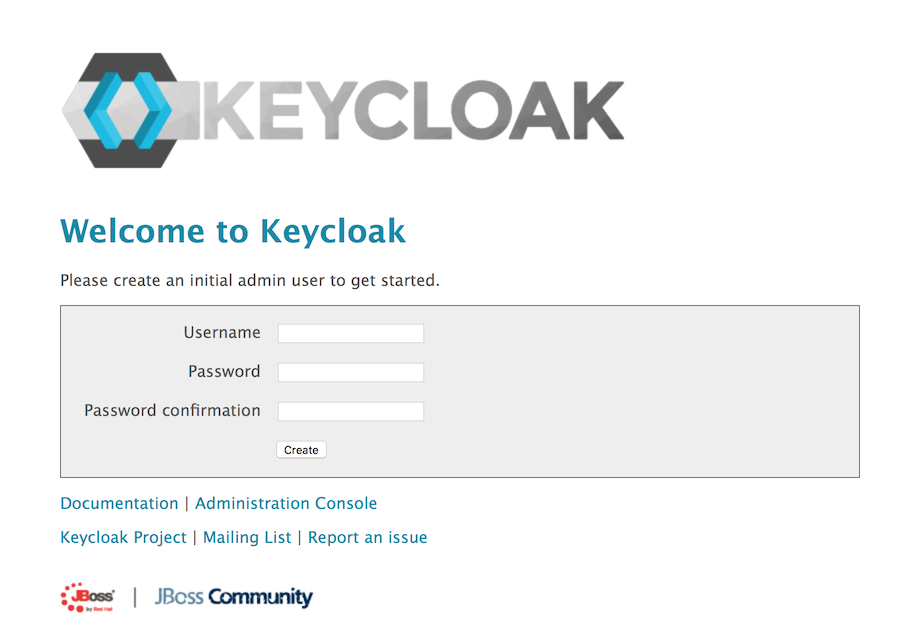 KEYCLOAK
Welcome to Keycloak
Please create an initial admin user to get started.
Username
Password
Password confirmation
Create
Documentation | Administration Console
Keycloak Project | Mailing List | Report an issue
JBoss by Red Hat | JBoss Community